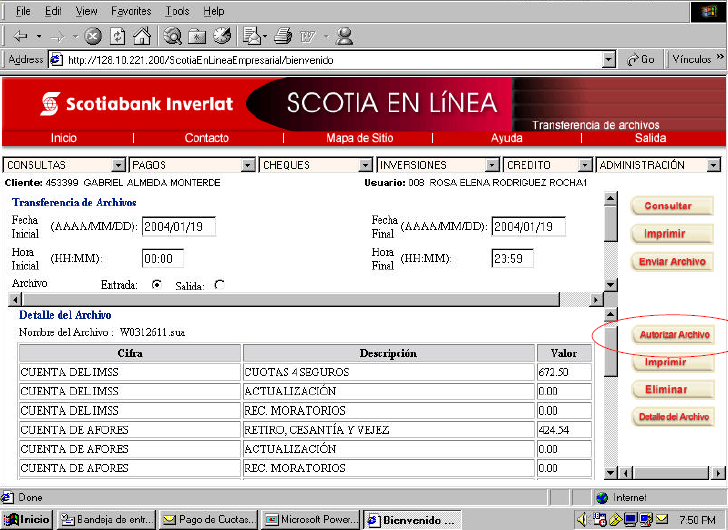 File Edit View Favorites Tools Help
Address http://128.10.221.200/ScotiaEnLineaEmpresarial/bienvenido Go Vínculos »
Scotiabank Inverlat SCOTIA EN LÍNEA
Transferencia de archivos
Inicio | Contacto | Mapa de Sitio | Ayuda | Salida
CONSULTAS PAGOS CHEQUES INVERSIONES CREDITO ADMINISTRACIÓN
Cliente: 453399 GABRIEL ALMEIDA MONTERDE Usuario: 008 ROSA ELENA RODRIGUEZ ROCHA1
Transferencia de Archivos
Fecha Inicial (AAAA/MM/DD): 2004/01/19 Fecha Final (AAAA/MM/DD): 2004/01/19
Hora Inicial (HH:MM): 00:00 Hora Final (HH:MM): 23:59
Archivo Entrada: Salida:
Consultar
Imprimir
Enviar Archivo
Detalle del Archivo
Nombre del Archivo : W0312611.sua
Cifra Descripción Valor
CUENTA DEL IMSS CUOTAS 4 SEGUROS 672.50
CUENTA DEL IMSS ACTUALIZACIÓN 0.00
CUENTA DEL IMSS REC. MORATORIOS 0.00
CUENTA DE AFORES RETIRO, CESANTÍA Y VEJEZ 424.54
CUENTA DE AFORES ACTUALIZACIÓN 0.00
CUENTA DE AFORES REC. MORATORIOS 0.00
Autorizar Archivo
Imprimir
Eliminar
Detalle del Archivo
Done Internet
Inicio Bandeja de entr... Pago de Cuotas... Microsoft Power... Bienvenido ... 7:50 PM